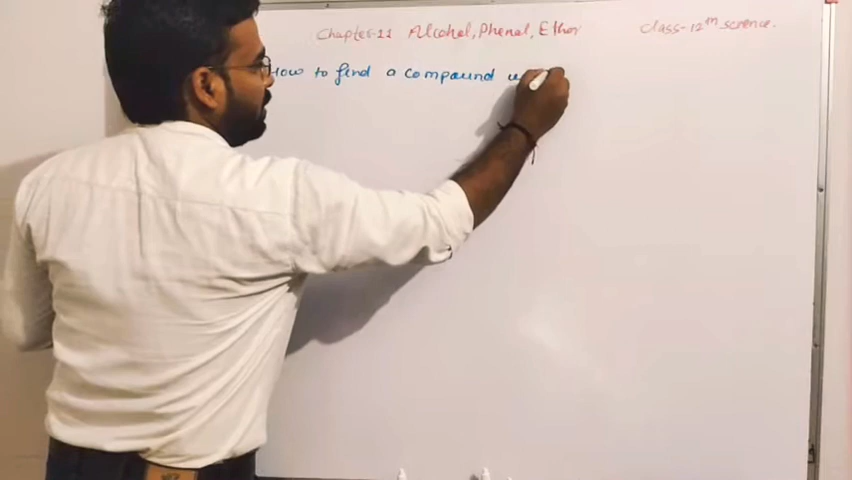 Chapter-11 Alcohol, Phenol, Ether Class-12th science.
How to find a compound